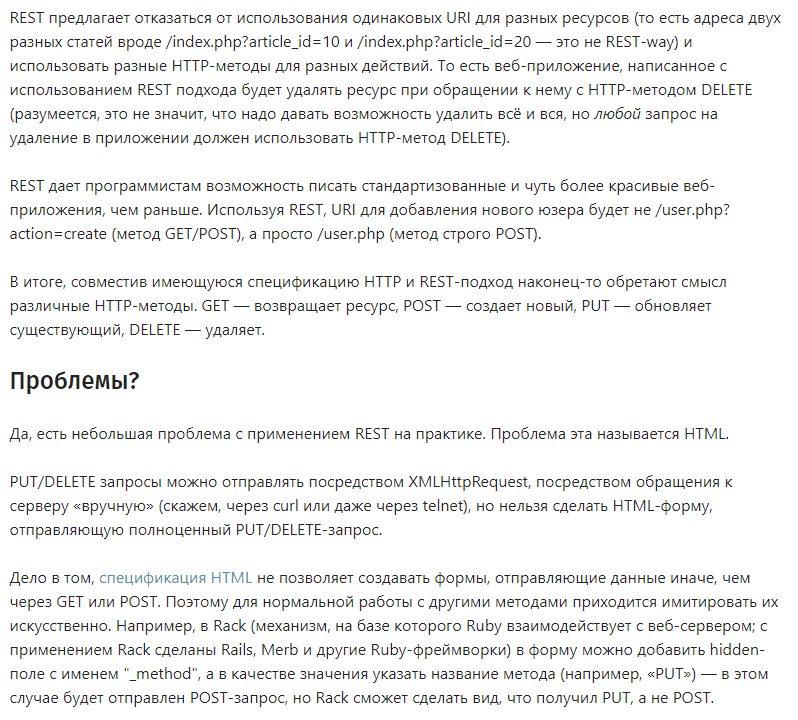 REST предлагает отказаться от использования одинаковых URI для разных ресурсов (то есть адреса двух
разных статей вроде /index.php?article_id=10 и /index.php?article_id=20 — это не REST-way) и
использовать разные HTTP-методы для разных действий. То есть веб-приложение, написанное с
использованием REST подхода будет удалять ресурс при обращении к нему с HTTP-методом DELETE
(разумеется, это не значит, что надо давать возможность удалить всё и вся, но любой запрос на
удаление в приложении должен использовать HTTP-метод DELETE).
REST дает программистам возможность писать стандартизованные и чуть более красивые веб-
приложения, чем раньше. Используя REST, URI для добавления нового юзера будет не /user.php?
action=create (метод GET/POST), а просто /user.php (метод строго POST).
В итоге, совместив имеющуюся спецификацию HTTP и REST-подход наконец-то обретают смысл
различные HTTP-методы. GET — возвращает ресурс, POST — создает новый, PUT — обновляет
существующий, DELETE — удаляет.
Проблемы?
Да, есть небольшая проблема с применением REST на практике. Проблема эта называется HTML.
PUT/DELETE запросы можно отправлять посредством XMLHttpRequest, посредством обращения к
серверу «вручную» (скажем, через curl или даже через telnet), но нельзя сделать HTML-форму,
отправляющую полноценный PUT/DELETE-запрос.
Дело в том, спецификация HTML не позволяет создавать формы, отправляющие данные иначе, чем
через GET или POST. Поэтому для нормальной работы с другими методами приходится имитировать их
искусственно. Например, в Rack (механизм, на базе которого Ruby взаимодействует с веб-сервером; с
применением Rack сделаны Rails, Merb и другие Ruby-фреймворки) в форму можно добавить hidden-
поле с именем "_method", а в качестве значения указать название метода (например, «PUT») — в этом
случае будет отправлен POST-запрос, но Rack сможет сделать вид, что получил PUT, а не POST.